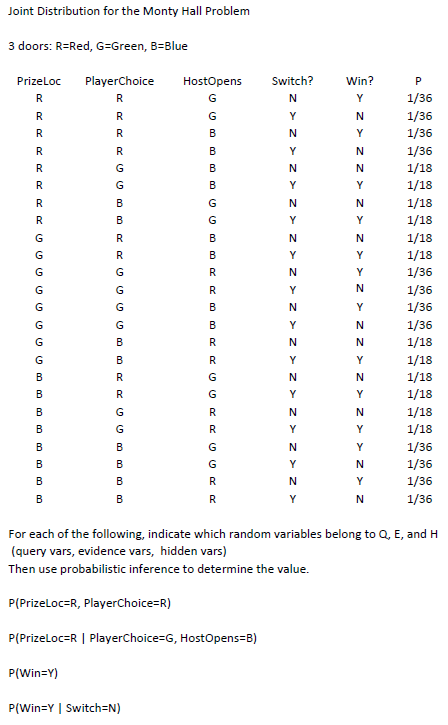 Joint Distribution for the Monty Hall Problem
3 doors: R=Red, G=Green, B=Blue
PrizeLoc PlayerChoice HostOpens Switch? Win? P
R R G N Y 1/36
R R G Y N 1/36
R R B N Y 1/36
R R B Y N 1/36
R G B N N 1/18
R G B Y Y 1/18
R B G N N 1/18
R B G Y Y 1/18
G R B N N 1/18
G R B Y Y 1/18
G G R N Y 1/36
G G R Y N 1/36
G G B N Y 1/36
G G B Y N 1/36
G B R N N 1/18
G B R Y Y 1/18
B R G N N 1/18
B R G Y Y 1/18
B G R N N 1/18
B G R Y Y 1/18
B B G N Y 1/36
B B G Y N 1/36
B B R N Y 1/36
B B R Y N 1/36
For each of the following, indicate which random variables belong to Q, E, and H
(query vars, evidence vars, hidden vars)
Then use probabilistic inference to determine the value.
P(PrizeLoc=R, PlayerChoice=R)
P(PrizeLoc=R | PlayerChoice=G, HostOpens=B)
P(Win=Y)
P(Win=Y | Switch=N)